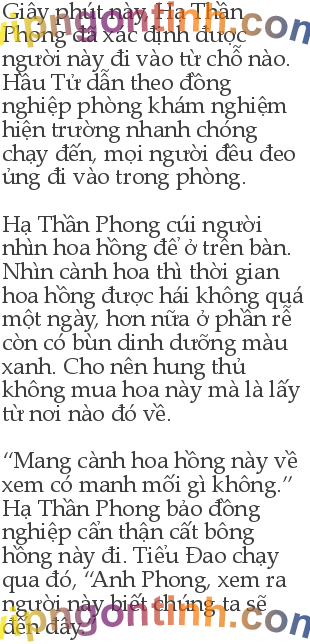 Giây phút này, Hạ Thần
Phong đã xác định được
người này đi vào từ chỗ nào.
Hầu Tử dẫn theo đồng
nghiệp phòng khám nghiệm
hiện trường nhanh chóng
chạy đến, mọi người đều đeo
ủng đi vào trong phòng.

Hạ Thần Phong cúi người
nhìn hoa hồng để ở trên bàn.
Nhìn cành hoa thì thời gian
hoa hồng được hái không quá
một ngày, hơn nữa ở phần rễ
còn có bùn dinh dưỡng màu
xanh. Cho nên hung thủ
không mua hoa này mà là lấy
từ nơi nào đó về.

“Mang cành hoa hồng này về
xem có manh mối gì không.”
Hạ Thần Phong bảo đồng
nghiệp cẩn thận cất bông
hồng này đi. Tiểu Đao chạy
qua đó, “Anh Phong, xem ra
người này biết chúng ta sẽ
đến đây.”